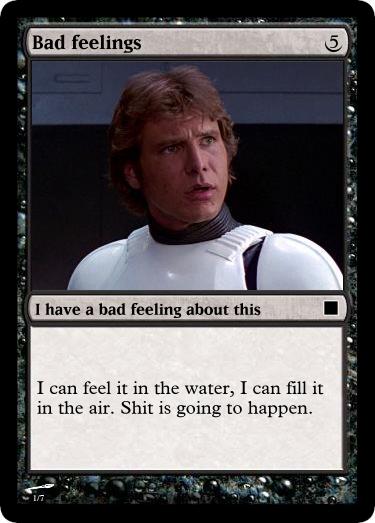 Bad feelings 5
I have a bad feeling about this
I can feel it in the water, I can fill it
in the air. Shit is going to happen.
1/7